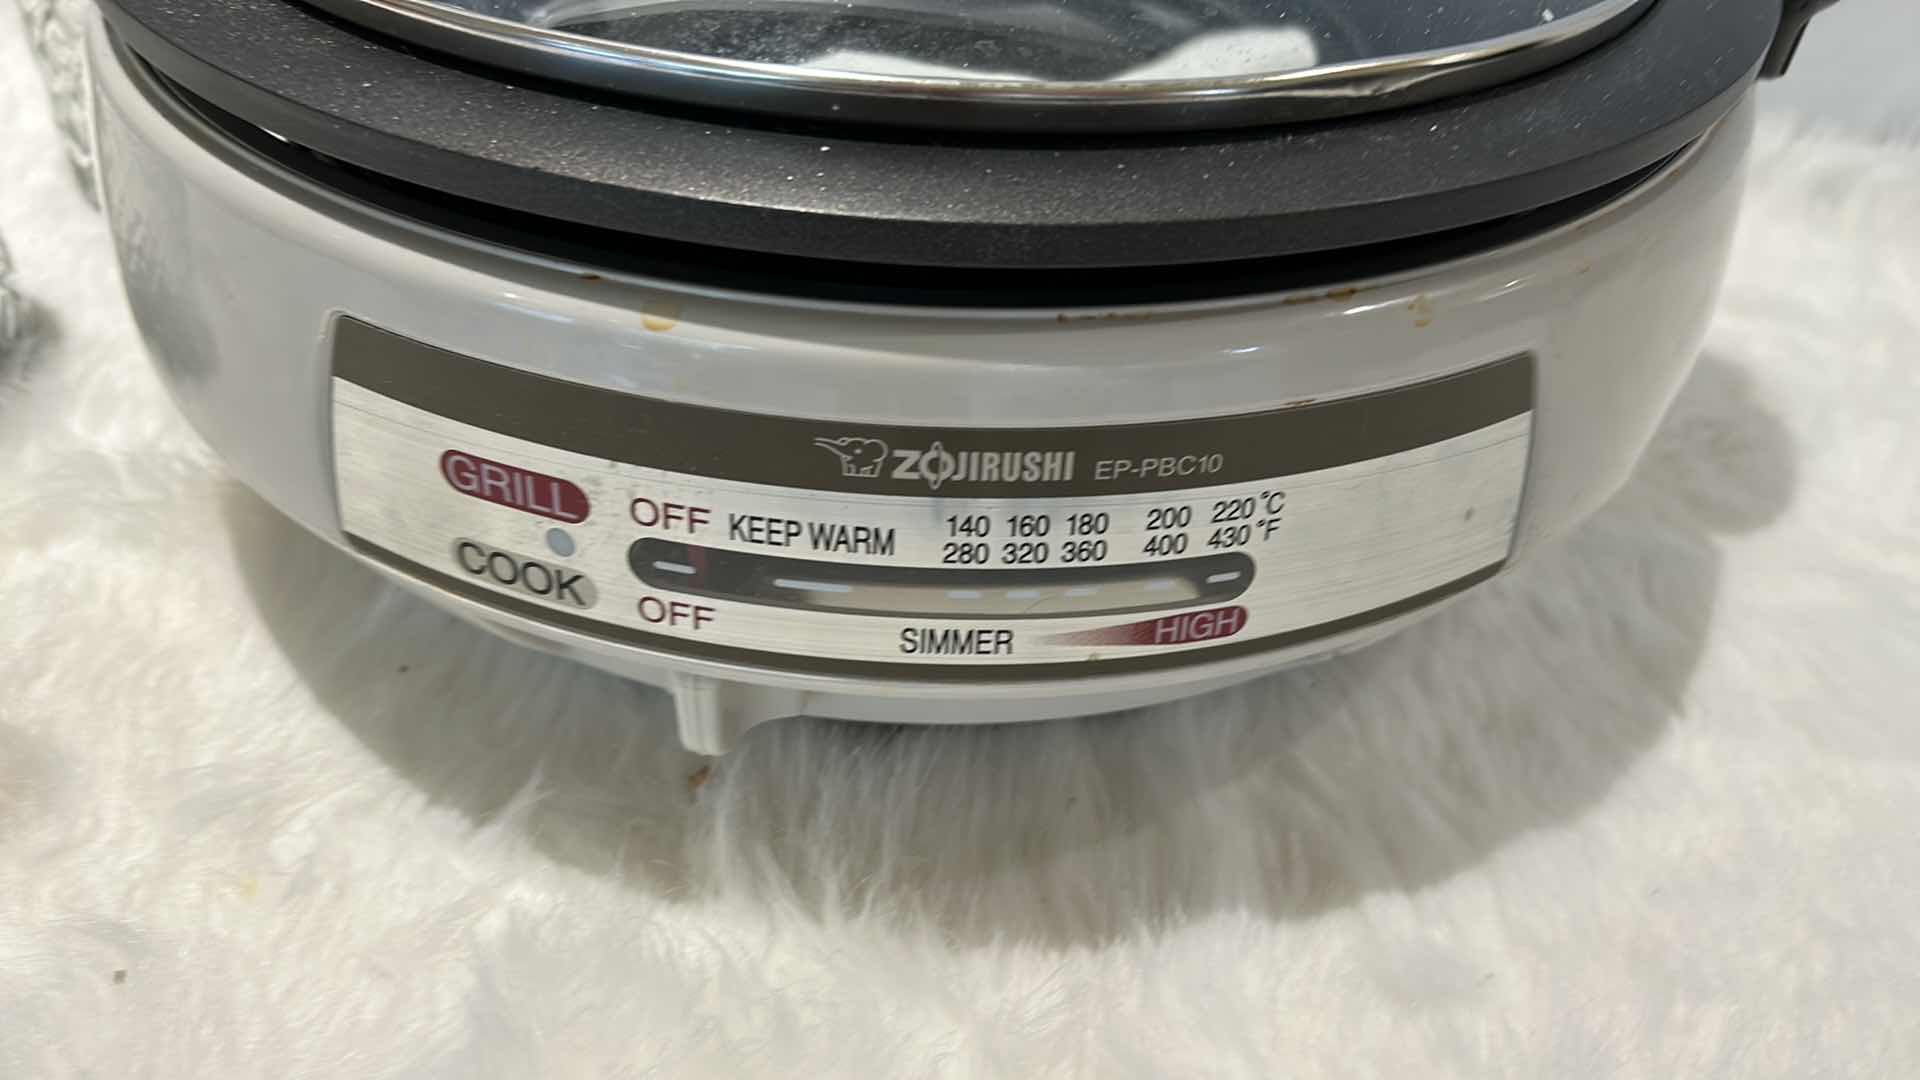 ZOJIRUSHI EP-PBC10
GRILL
OFF KEEP WARM 140 160 180 200 220°C
280 320 360 400 430°F
COOK
OFF SIMMER HIGH